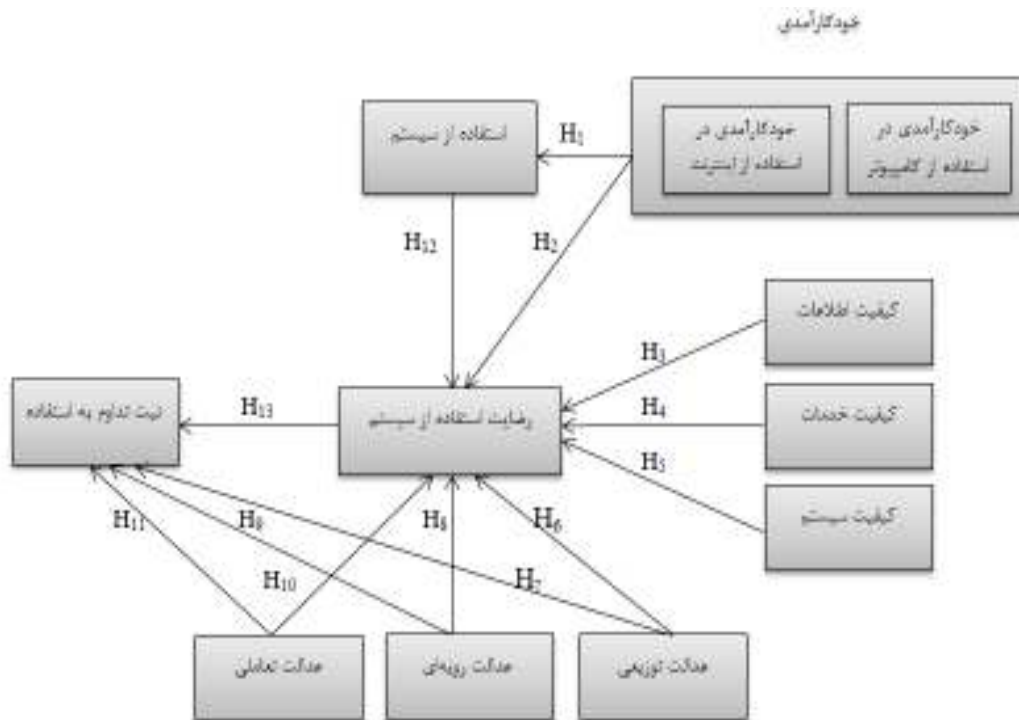 خودکارآمدی
خودکارآمدی در
استفاده از کامپیوتر
خودکارآمدی در
استفاده از اینترنت
استفاده از سیستم
H1
H12
H2
کیفیت اطلاعات
H3
کیفیت خدمات
H4
کیفیت سیستم
H5
رضایت استفاده از سیستم
H13
نیت تداوم به استفاده
H11
H9
H8
H6
H10
H7
عدالت توزیعی
عدالت رویه‌ای
عدالت تعاملی